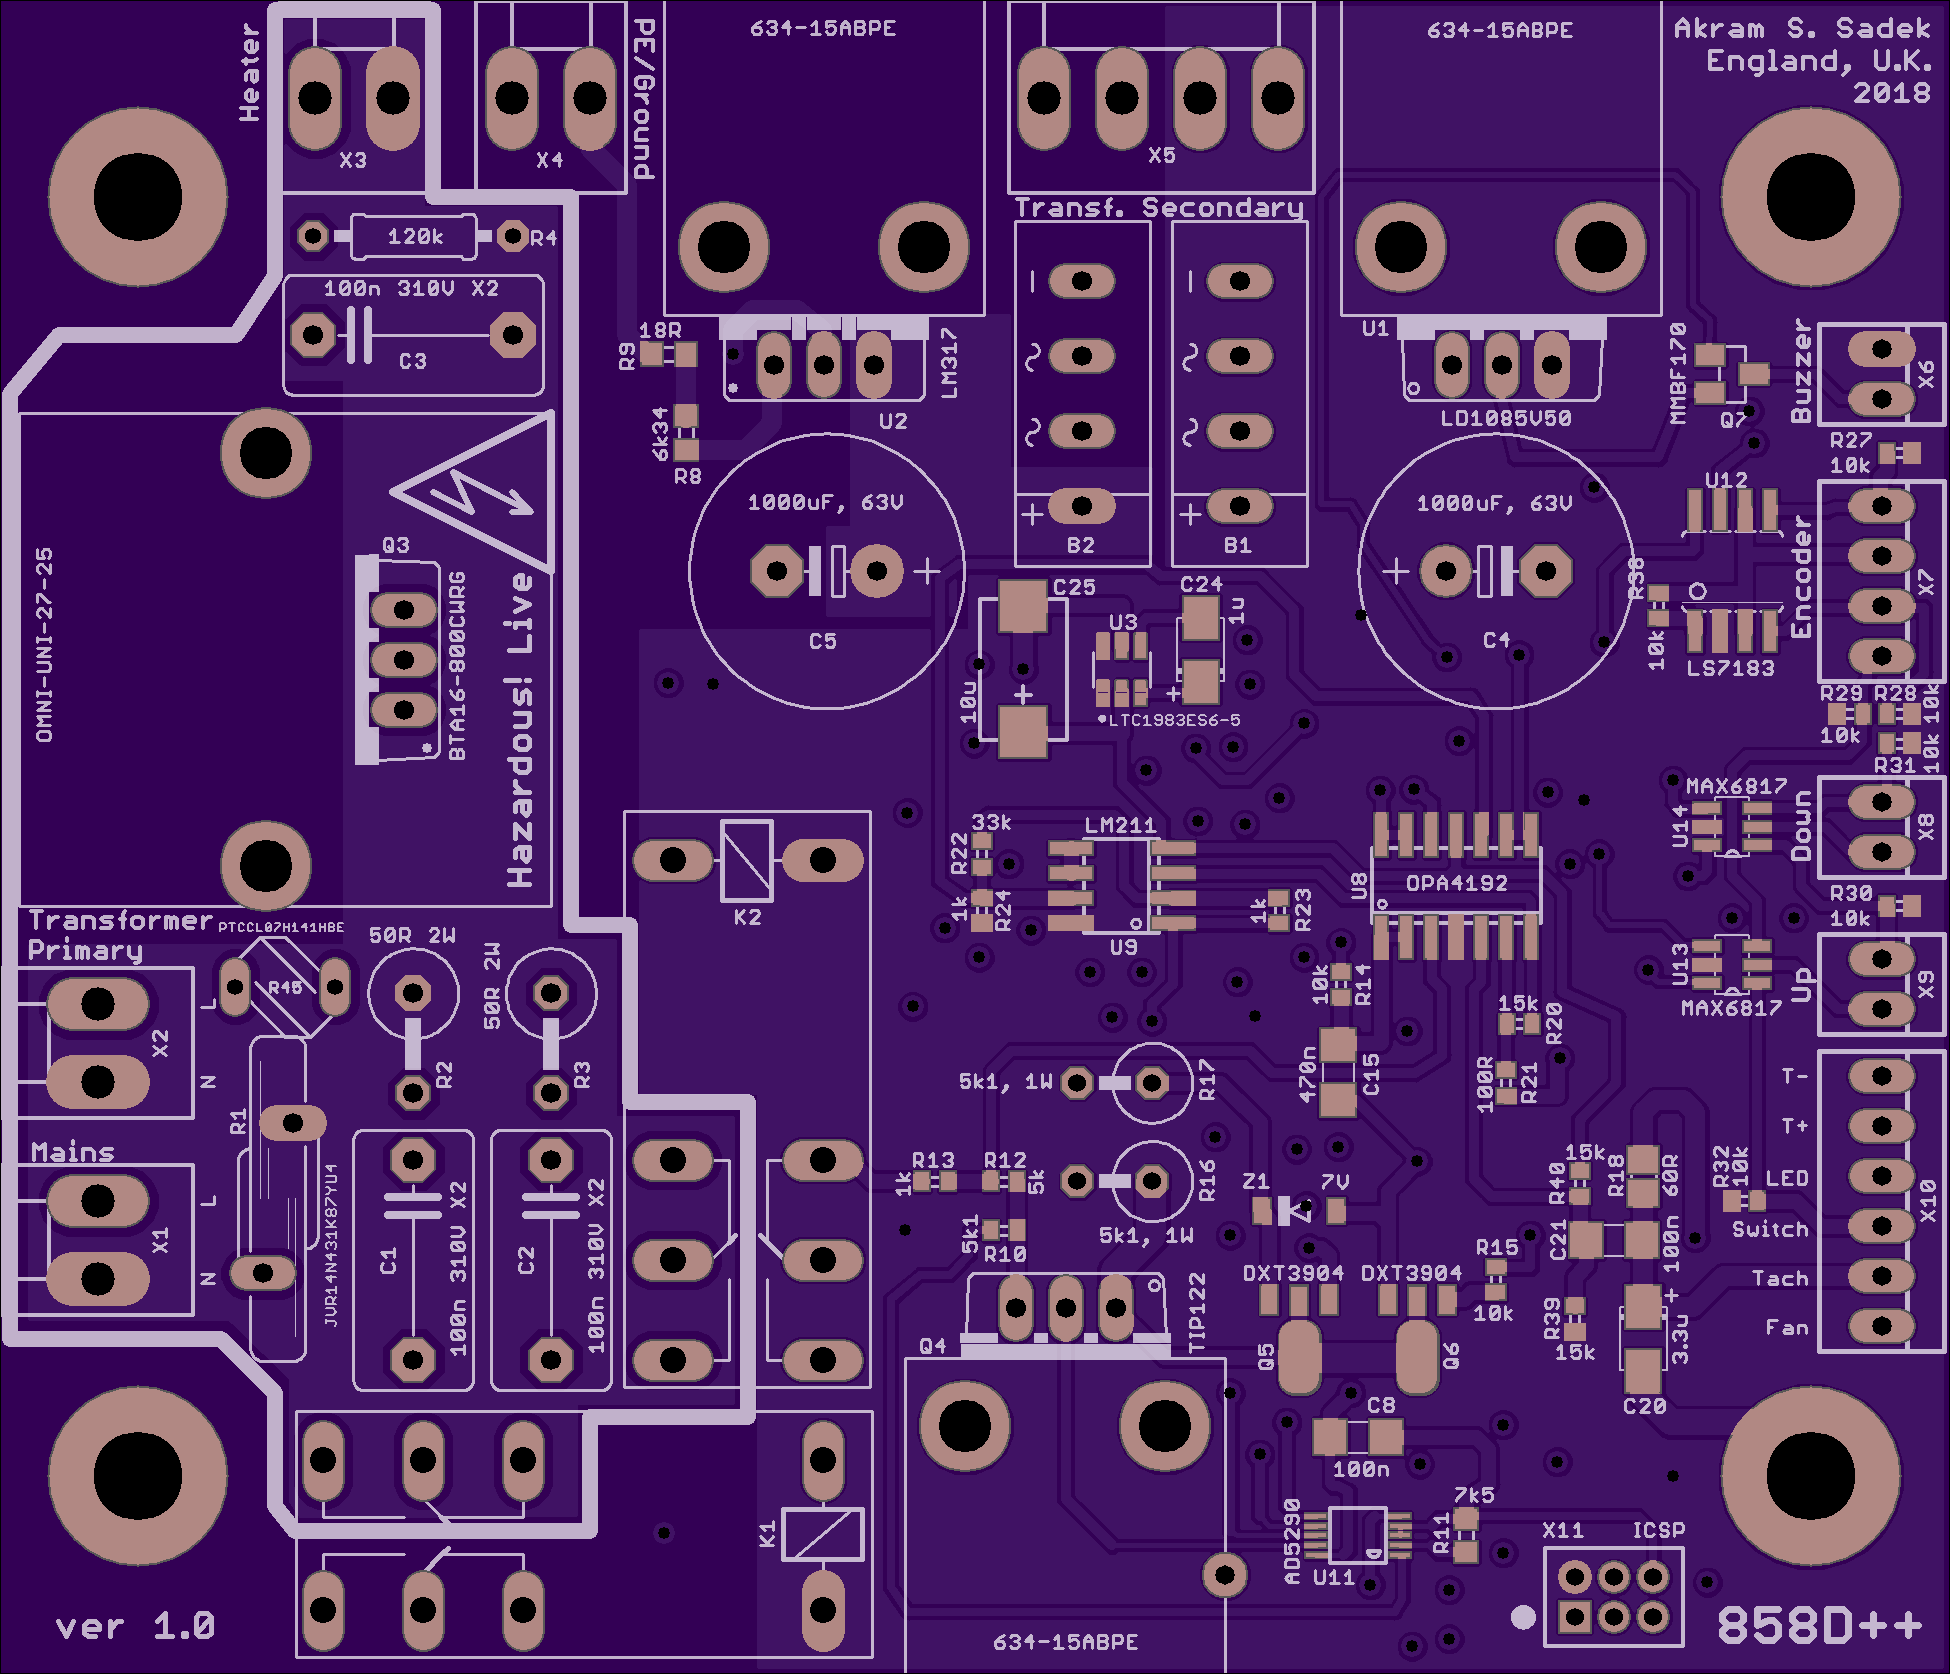 Heater
X3
X4
PE/Ground
634-15ABPE
X5
634-15ABPE
Akram S. Sadek
England, U.K.
2018
Transf. Secondary
120k
R4
100n 310V X2
C3
18R
R9
6k34
R8
LM317
U2
U1
LD1085V50
MMBF170
Q7
Buzzer
X6
R27
10k
OMNI-UNI-27-25
Q3
BTA16-800CWRG
Hazardous! Live
1000uF, 63V
C5
B2
B1
1000uF, 63V
C4
U12
R38
10k
LS7183
Encoder
X7
C25
10u
U3
C24
1u
LTC1983ES6-5
R29
R28
10k
10k
10k
R31
MAX6817
U14
Down
X8
R30
10k
K2
33k
R22
1k
R24
LM211
U9
1k
R23
U8
OPA4192
U13
MAX6817
Up
X9
Transformer
Primary
PTCCL07H141HBE
R45
50R 2W
R2
50R 2W
R3
L
N
X2
R1
JVR14N431K87YU4
Mains
L
N
X1
C1
100n 310V X2
C2
100n 310V X2
10k
R14
470n
C15
15k
R20
100R
R21
5k1, 1W
R17
R13
1k
R12
5k
5k1
R10
R16
5k1, 1W
Z1
7V
15k
R40
R18
60R
R32
10k
C21
100n
T-
T+
LED
Switch
Tach
Fan
X10
DXT3904
DXT3904
R15
10k
R39
15k
3.3u
C20
Q4
TIP122
Q5
Q6
C8
100n
K1
AD5290
U11
7k5
R11
X11
ICSP
ver 1.0
634-15ABPE
858D++